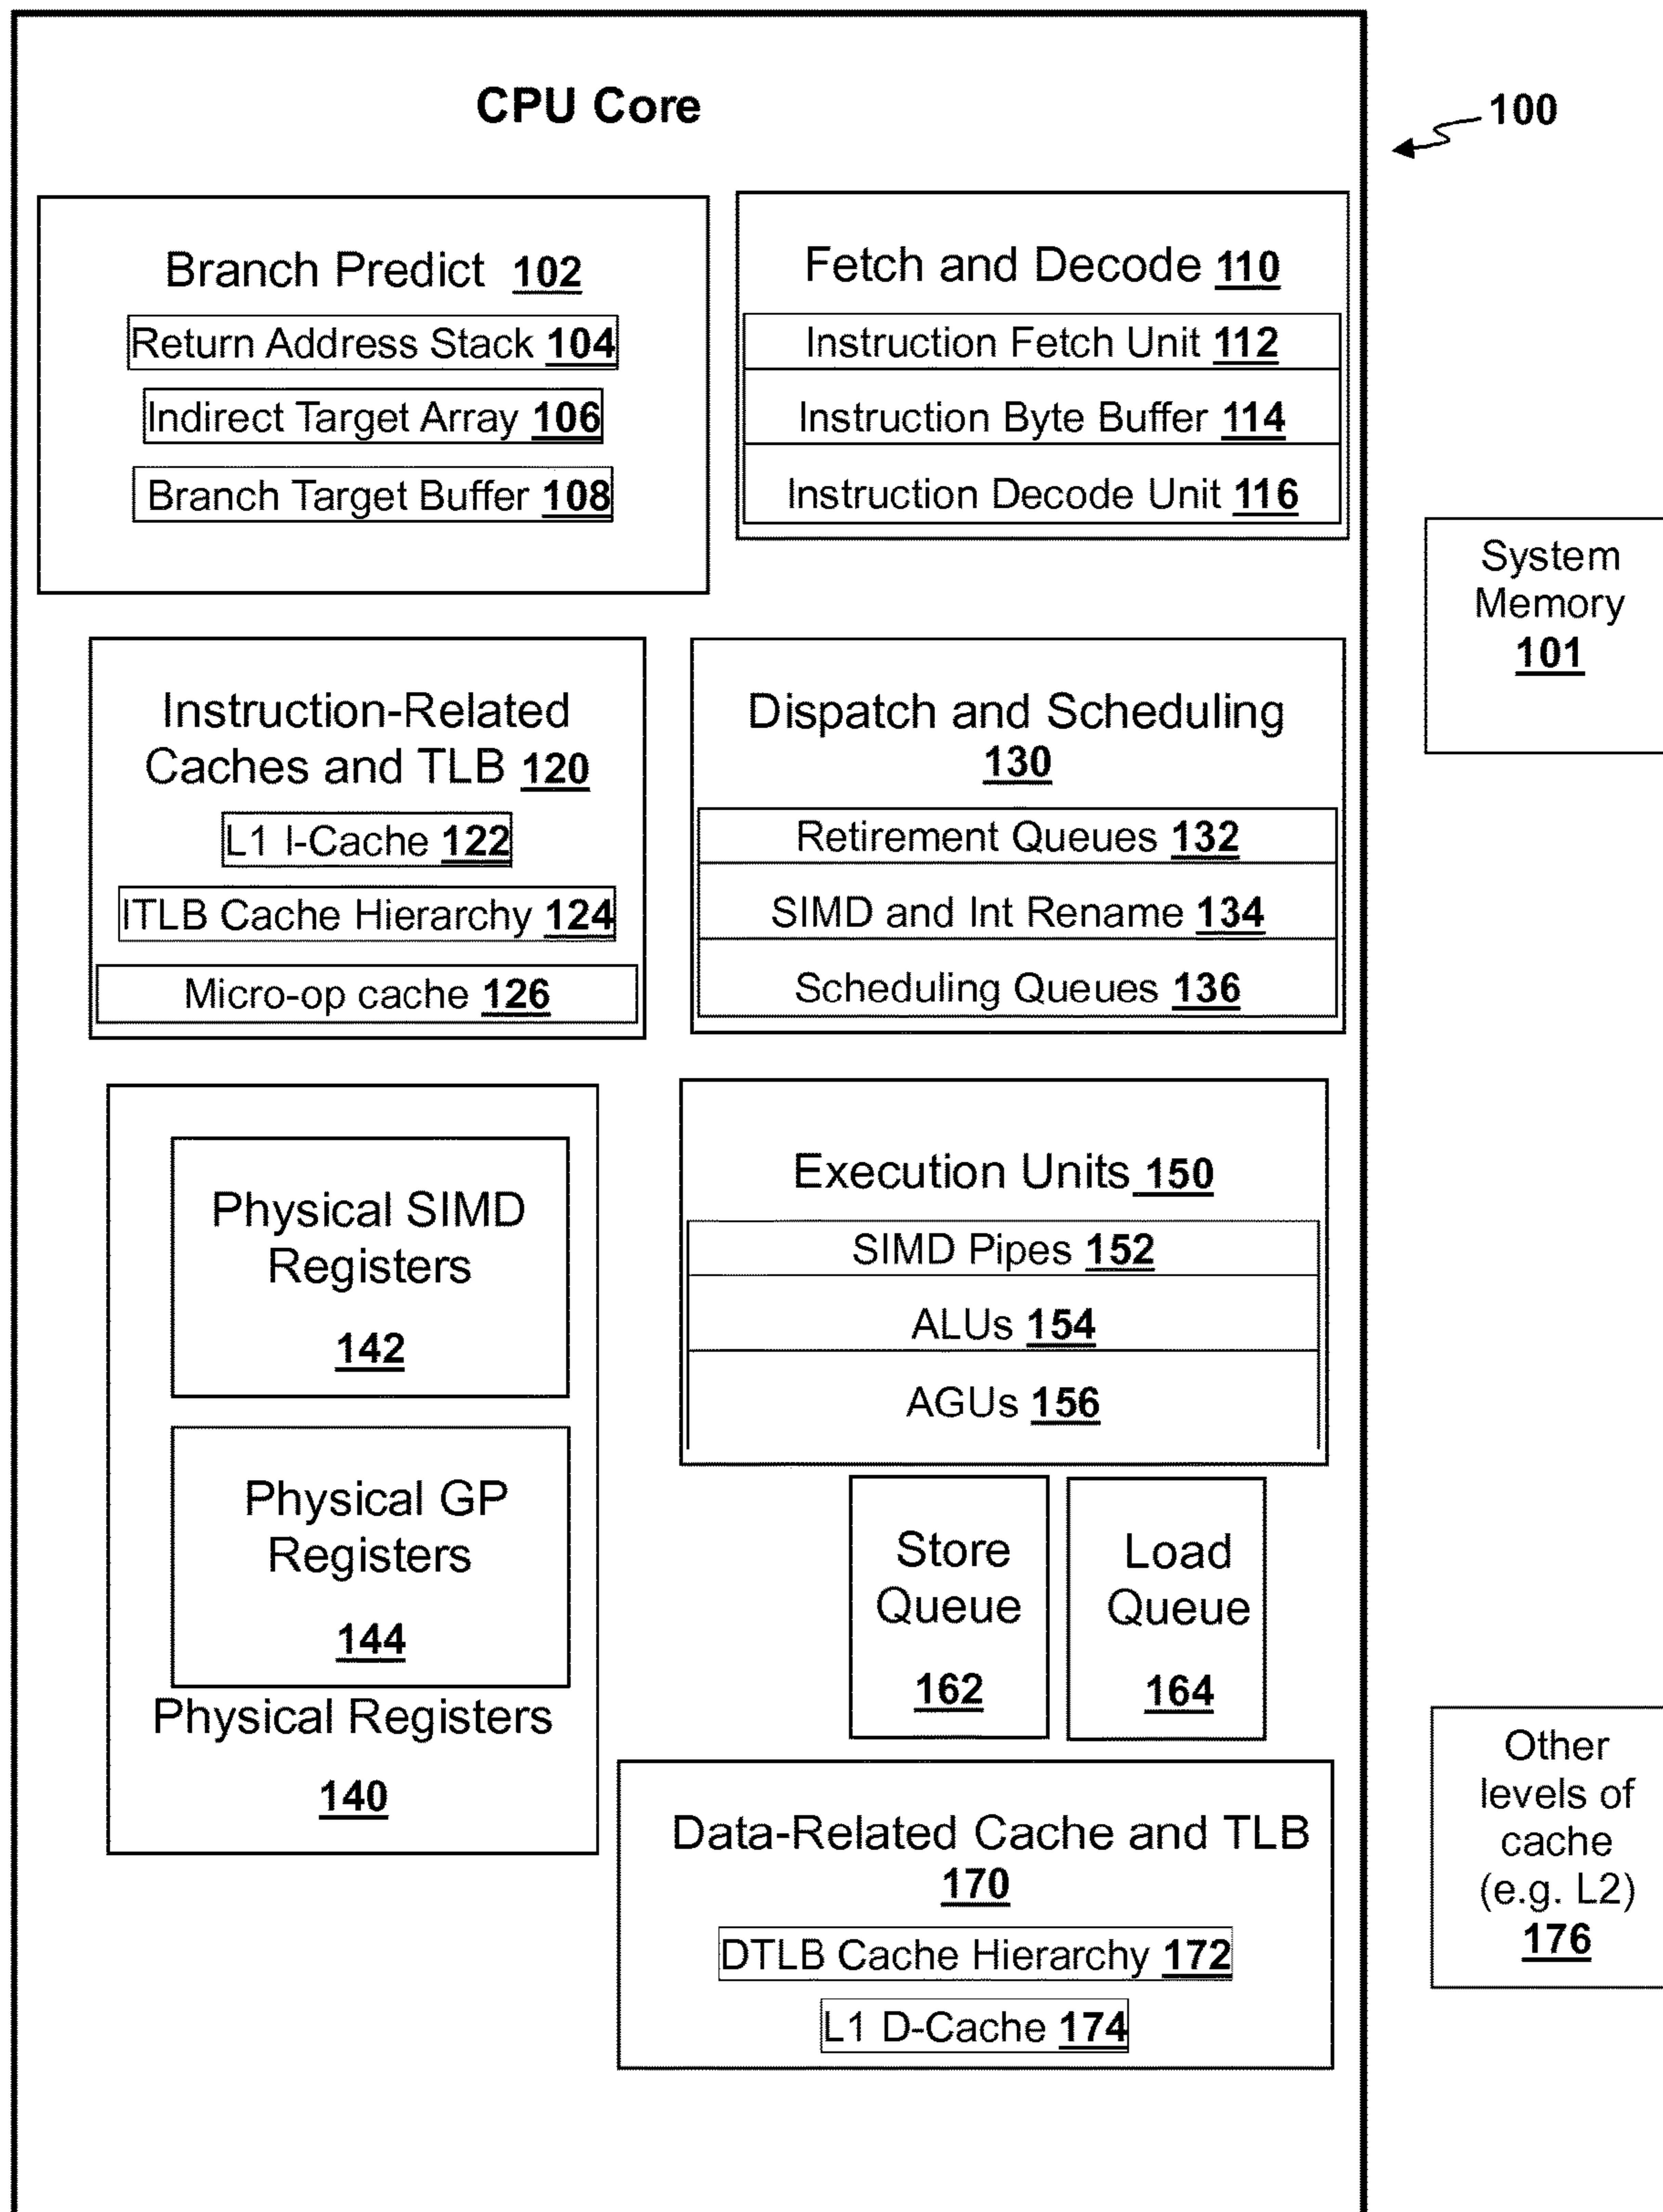 CPU Core
100
Branch Predict 102
Return Address Stack 104
Indirect Target Array 106
Branch Target Buffer 108
Fetch and Decode 110
Instruction Fetch Unit 112
Instruction Byte Buffer 114
Instruction Decode Unit 116
System
Memory
101
Instruction-Related
Caches and TLB 120
L1 I-Cache 122
ITLB Cache Hierarchy 124
Micro-op cache 126
Dispatch and Scheduling
130
Retirement Queues 132
SIMD and Int Rename 134
Scheduling Queues 136
Physical SIMD
Registers
142
Physical GP
Registers
144
Physical Registers
140
Execution Units 150
SIMD Pipes 152
ALUs 154
AGUs 156
Store
Queue
162
Load
Queue
164
Data-Related Cache and TLB
170
DTLB Cache Hierarchy 172
L1 D-Cache 174
Other
levels of
cache
(e.g. L2)
176